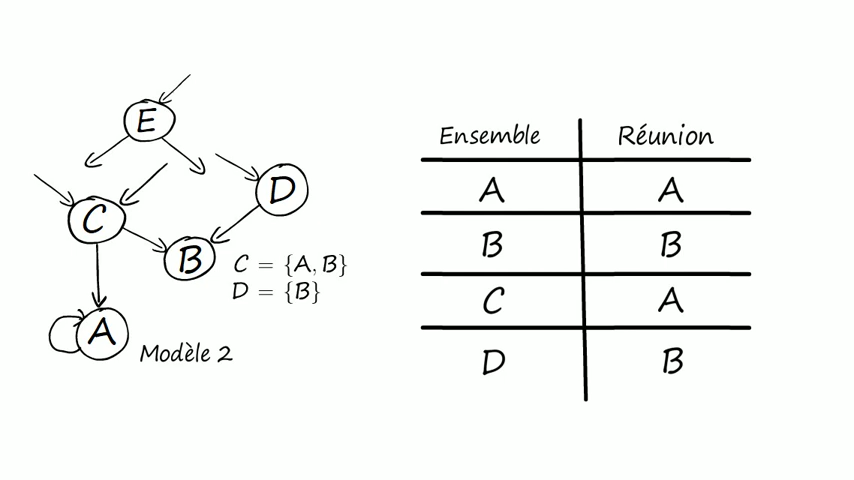 E
D
C
B
C = {A, B}
D = {B}
A
Modèle 2
Ensemble Réunion
A A
B B
C A
D B